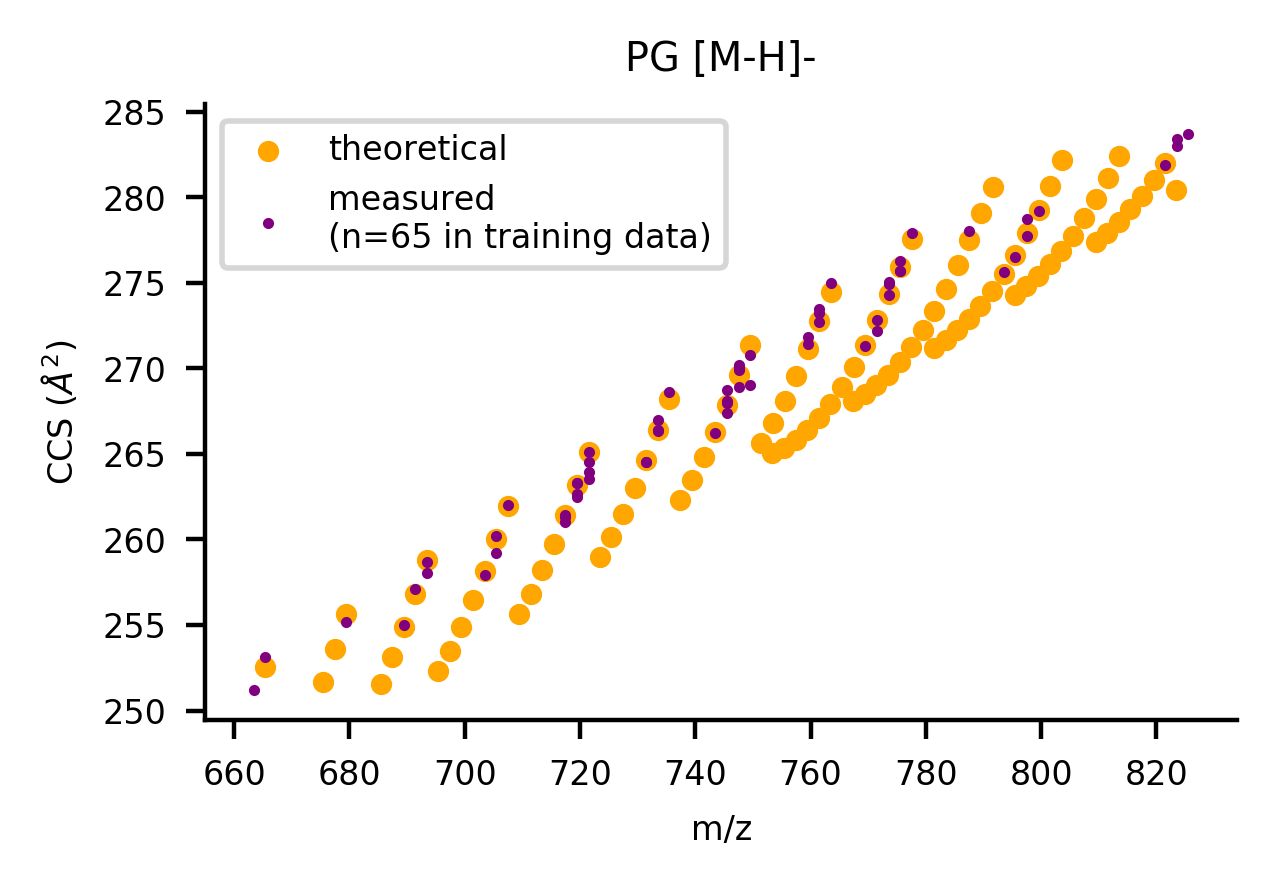 PG [M-H]-
theoretical
measured
(n=65 in training data)
CCS (Å²)
285
280
275
270
265
260
255
250
660 680 700 720 740 760 780 800 820
m/z